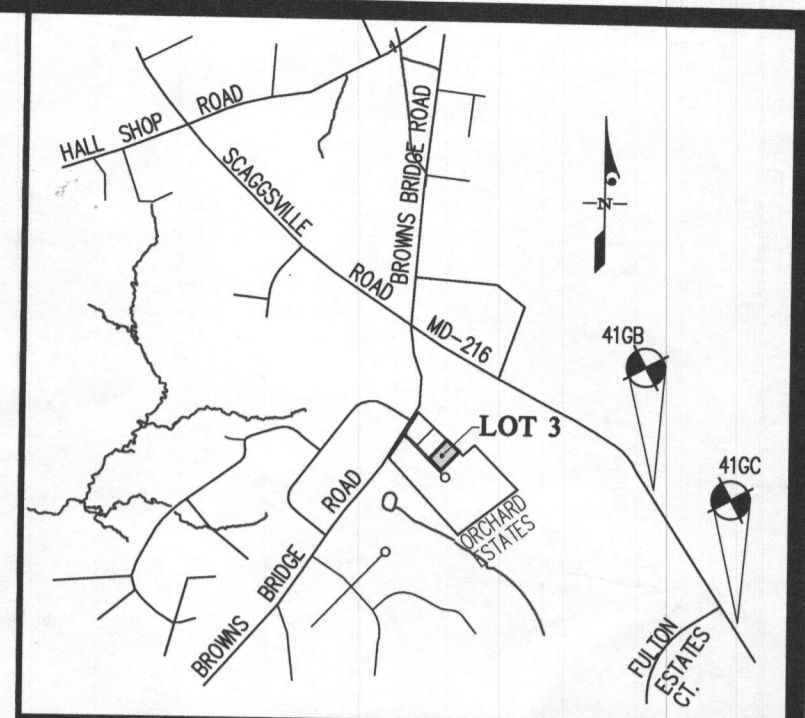 HALL SHOP ROAD
SCAGGSVILLE ROAD
BROWNS BRIDGE ROAD
N
MD-216
41GB
LOT 3
41GC
ORCHARD
ESTATES
BROWNS BRIDGE ROAD
FULTON
ESTATES
CT.